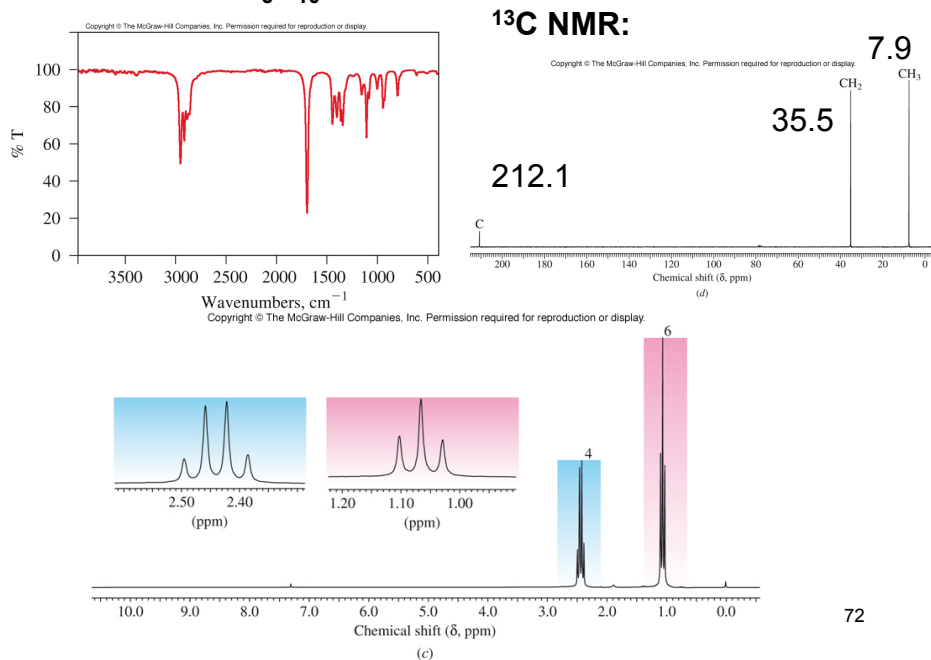 ¹³C NMR:
Copyright © The McGraw-Hill Companies, Inc. Permission required for reproduction or display.
100
80
60
40
20
0
% T
3500 3000 2500 2000 1500 1000 500
Wavenumbers, cm⁻¹
Copyright © The McGraw-Hill Companies, Inc. Permission required for reproduction or display.
7.9
CH₂
CH₃
35.5
212.1
C
200 180 160 140 120 100 80 60 40 20 0
Chemical shift (δ, ppm)
(d)
Copyright © The McGraw-Hill Companies, Inc. Permission required for reproduction or display.
6
4
2.50 2.40
(ppm)
1.20 1.10 1.00
(ppm)
10.0 9.0 8.0 7.0 6.0 5.0 4.0 3.0 2.0 1.0 0.0
Chemical shift (δ, ppm)
(c)
72